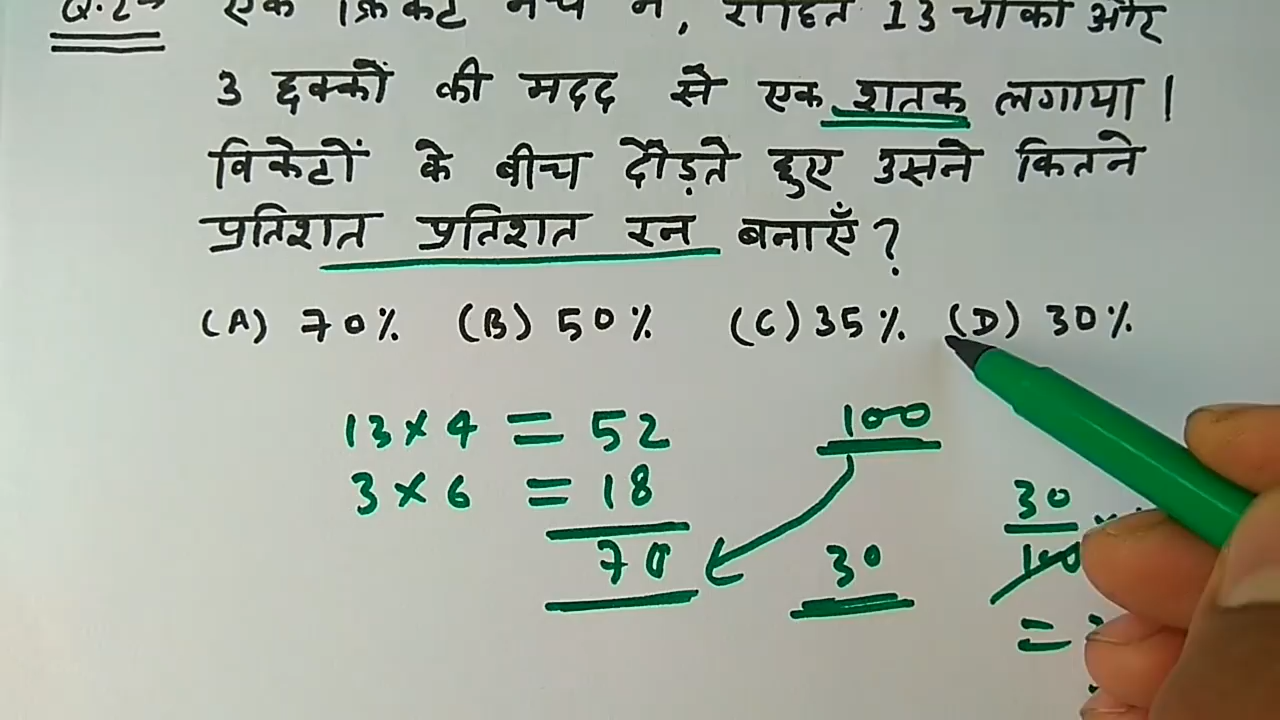 एक क्रिकेट मैच में, रोहित 13 चौकों और
3 छक्कों की मदद से एक शतक लगाया।
विकेटों के बीच दौड़ते हुए उसने कितने
प्रतिशत प्रतिशत रन बनाएँ?
(A) 70% (B) 50% (C) 35% (D) 30%
13 × 4 = 52 100
3 × 6 = 18 30
70 30 100
=